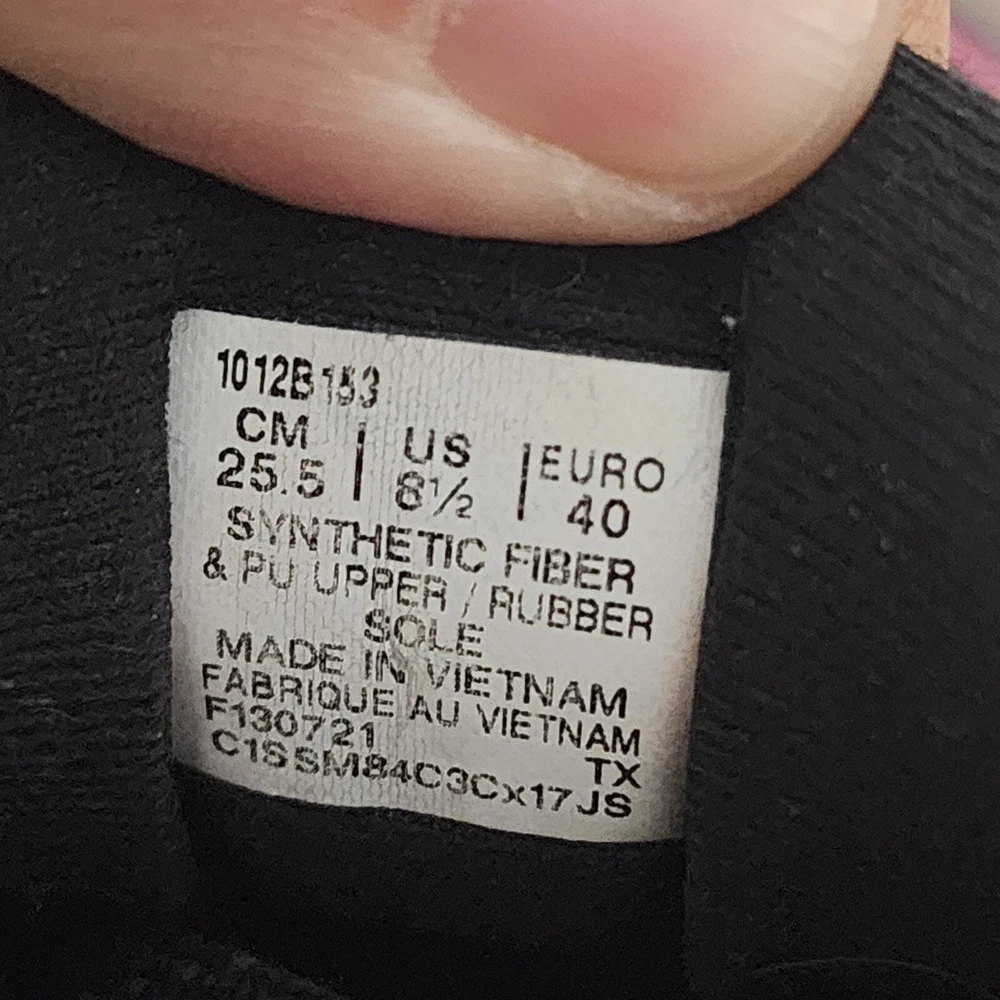 1012B153
CM | US | EURO
25.5 | 8½ | 40
SYNTHETIC FIBER
& PU UPPER / RUBBER
SOLE
MADE IN VIETNAM
FABRIQUE AU VIETNAM
F130721 TX
C1SSM84C3Cx17JS